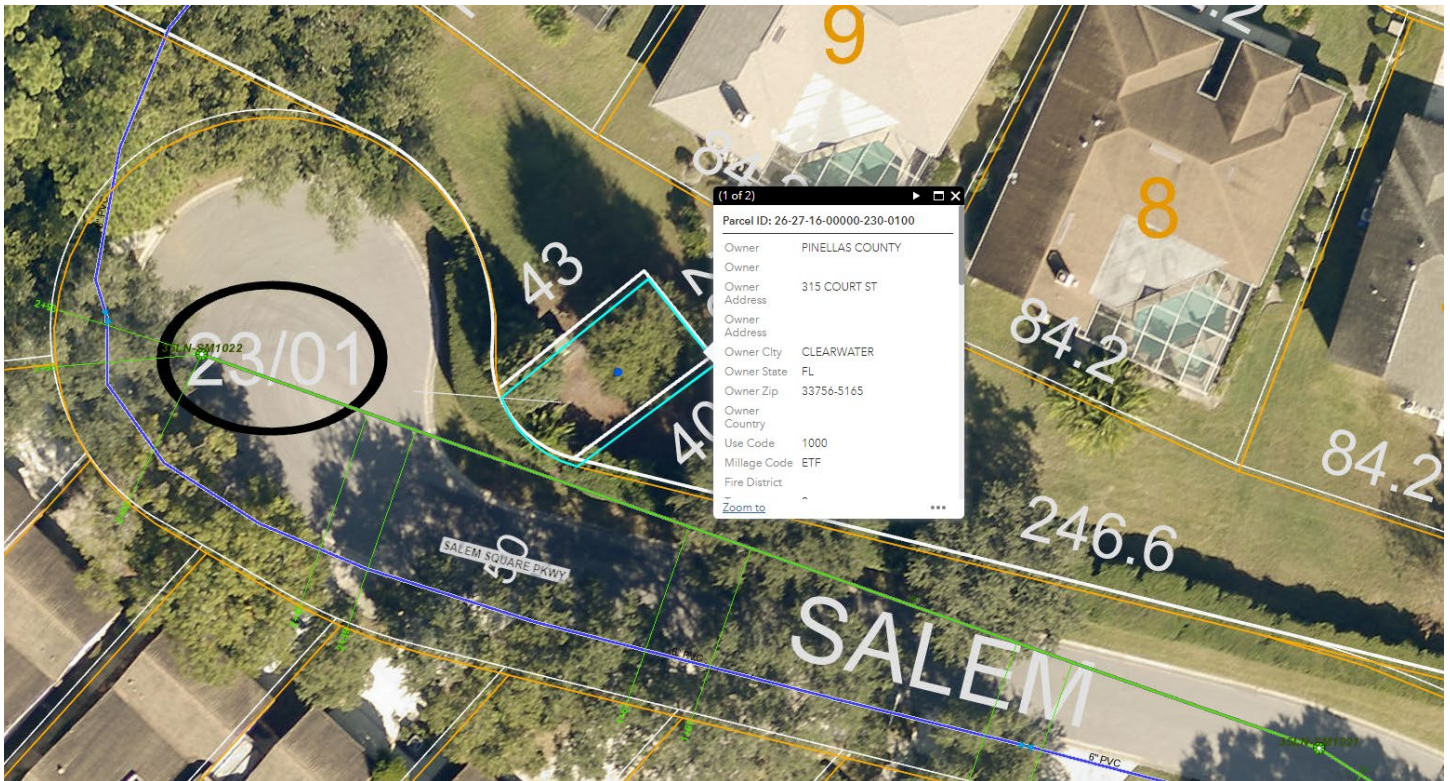 9
84.2
8
(1 of 2)
Parcel ID: 26-27-16-00000-230-0100
Owner PINELLAS COUNTY
Owner
Owner Address 315 COURT ST
Owner Address
Owner City CLEARWATER
Owner State FL
Owner Zip 33756-5165
Owner Country
Use Code 1000
Millage Code ETF
Fire District
Zoom to
43
40
23/01
84.2
84.2
246.6
SALEM SQUARE PKWY
SALEM
6" PVC